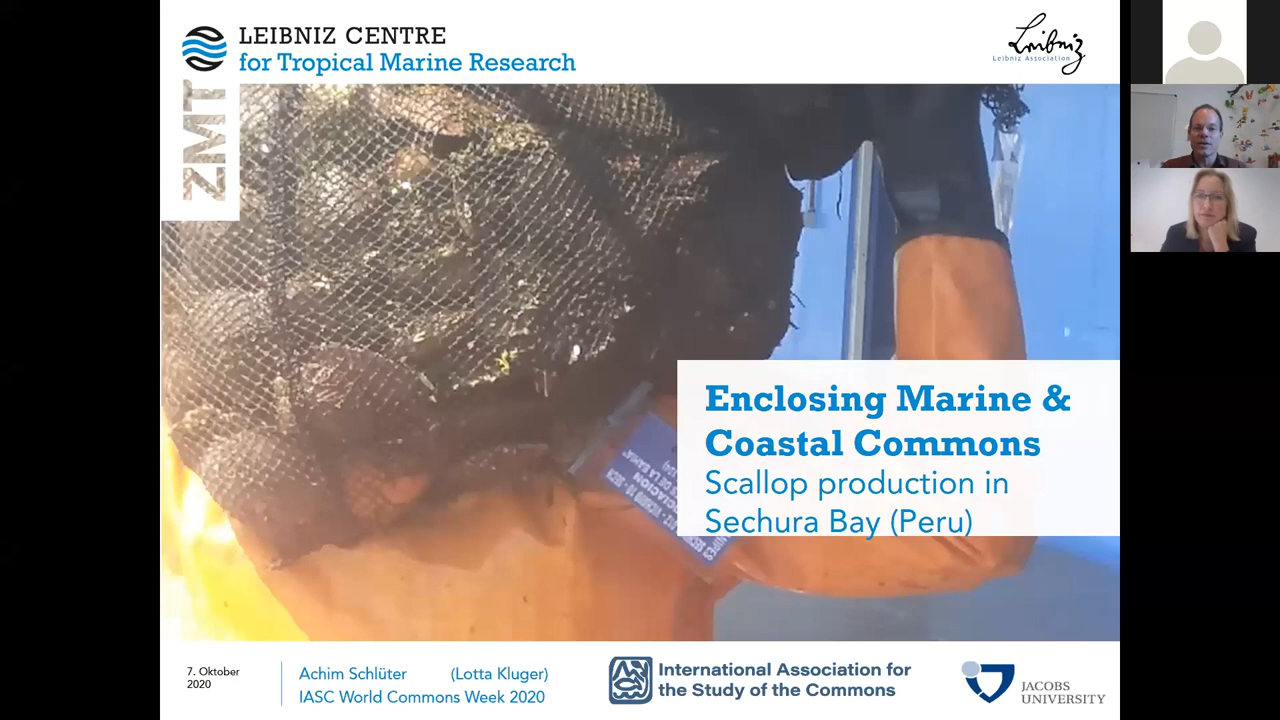 LEIBNIZ CENTRE
for Tropical Marine Research
Leibniz
Leibniz Association
ZMT
Enclosing Marine &
Coastal Commons
Scallop production in
Sechura Bay (Peru)
7. Oktober
2020
Achim Schlüter (Lotta Kluger)
IASC World Commons Week 2020
International Association for
the Study of the Commons
JACOBS
UNIVERSITY